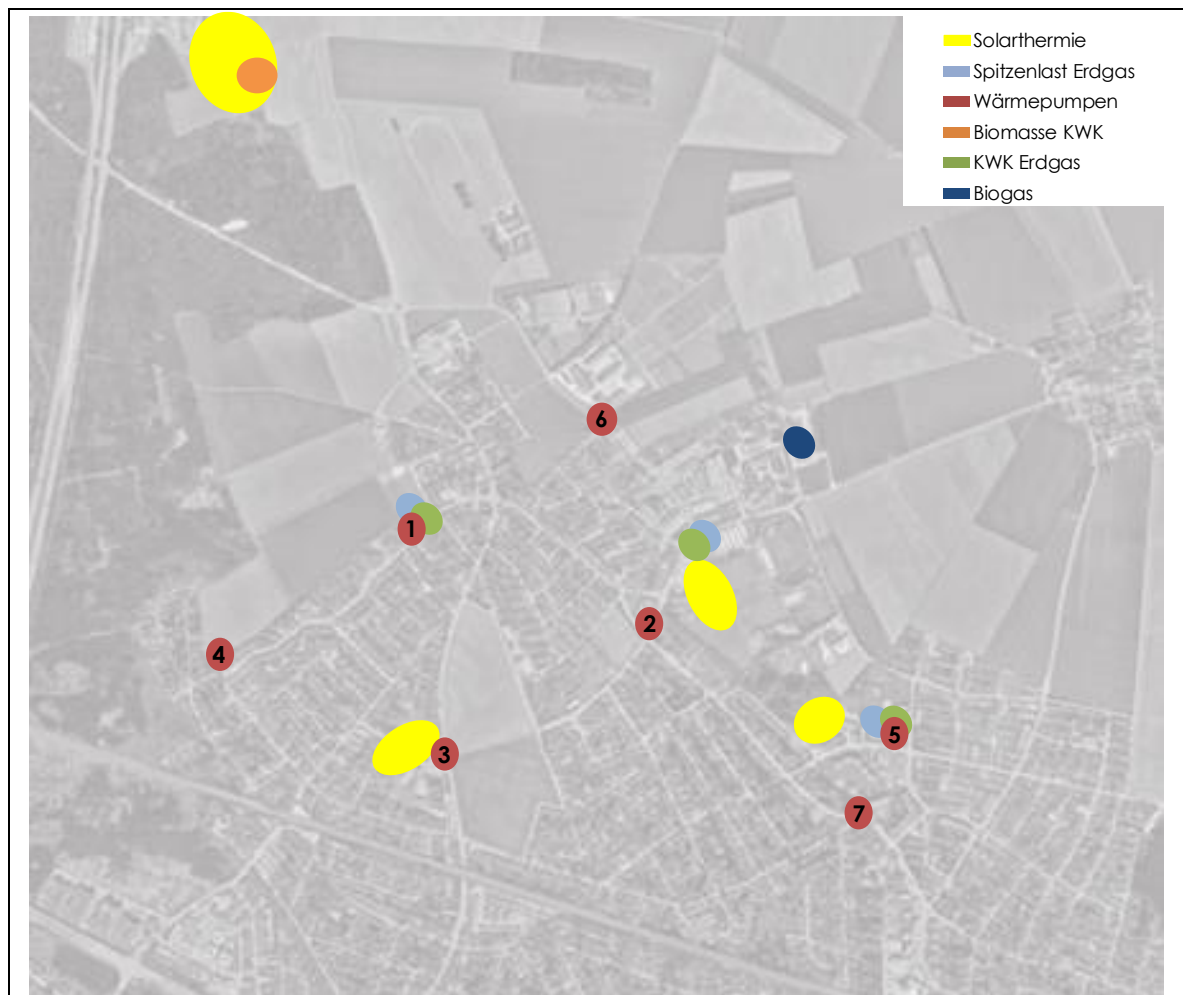 Solarthermie
Spitzenlast Erdgas
Wärmepumpen
Biomasse KWK
KWK Erdgas
Biogas
6
1
2
4
3
5
7